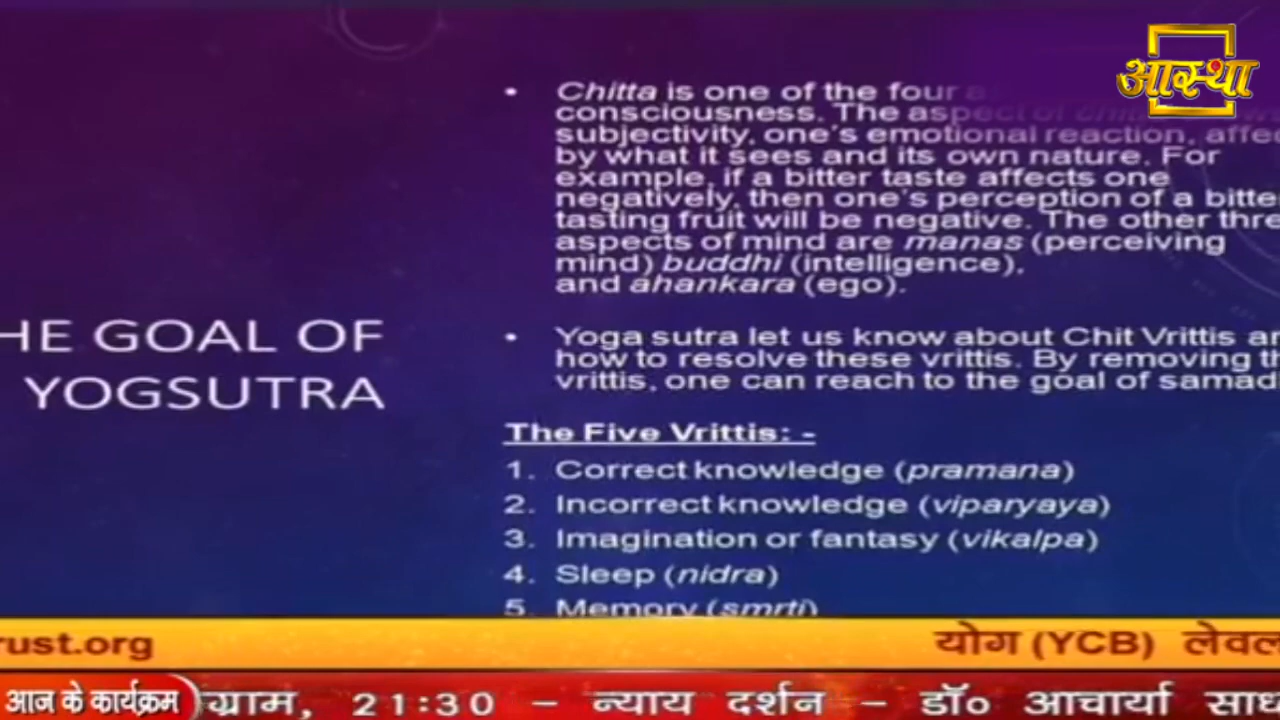 आस्था
Chitta is one of the four
consciousness. The aspect of
subjectivity, one's emotional reaction,
by what it sees and its own nature. For
example, if a bitter taste affects one
negatively, then one's perception of a bitter
tasting fruit will be negative. The other
aspects of mind are manas (perceiving
mind) buddhi (intelligence),
and ahankara (ego).
GOAL OF
YOGSUTRA
Yoga sutra let us know about Chit Vrittis
how to resolve these vrittis. By removing
vrittis, one can reach to the goal of
The Five Vrittis: -
1. Correct knowledge (pramana)
2. Incorrect knowledge (viparyaya)
3. Imagination or fantasy (vikalpa)
4. Sleep (nidra)
5. Memory (smrti)
rust.org योग (YCB) लेवल
आज के कार्यक्रम ग्राम, 21:30 - न्याय दर्शन - डॉ० आचार्या